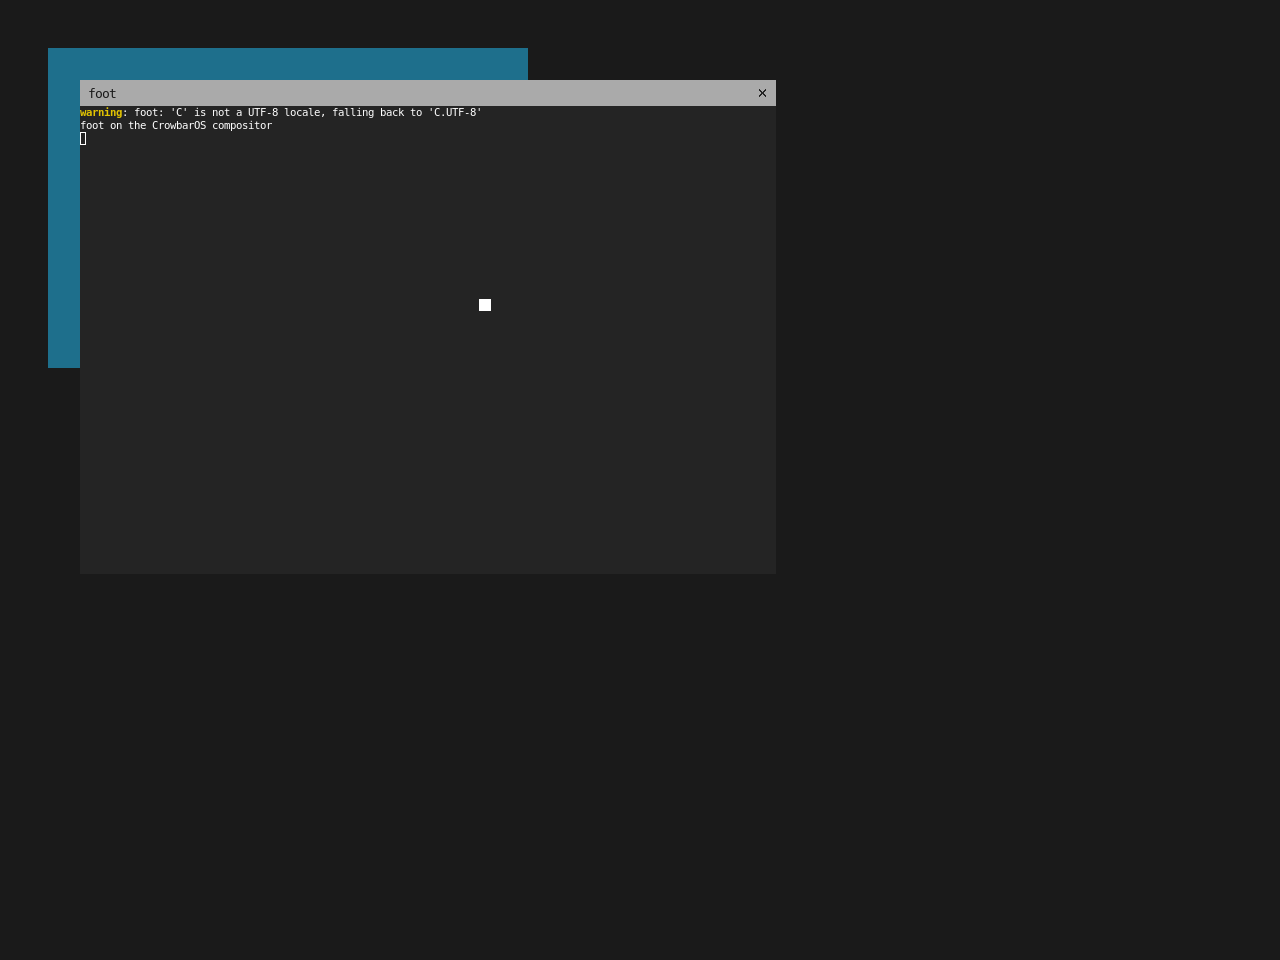 foot ×
warning: foot: 'C' is not a UTF-8 locale, falling back to 'C.UTF-8'
foot on the CrowbarOS compositor